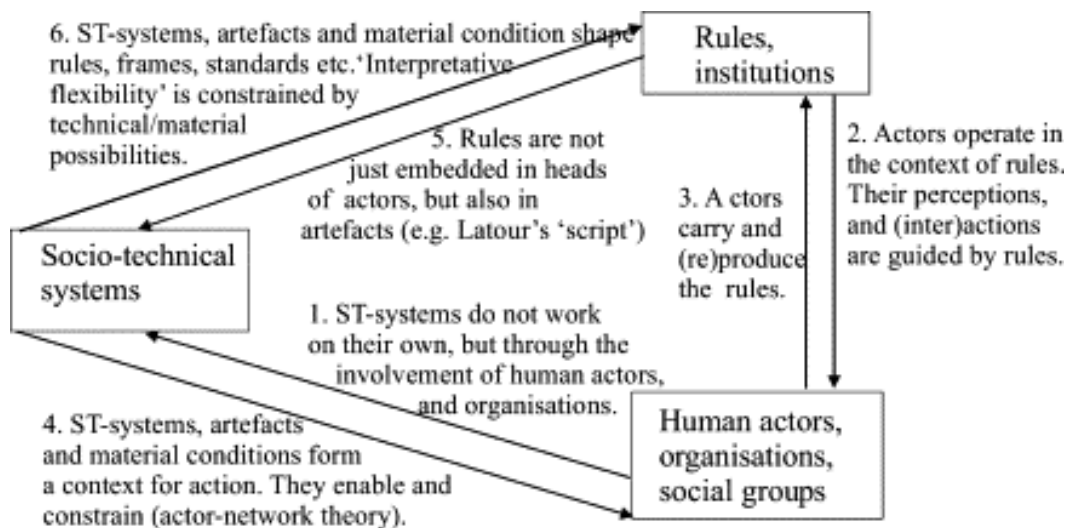 6. ST-systems, artefacts and material condition shape
rules, frames, standards etc.‘Interpretative
flexibility’ is constrained by
technical/material
possibilities.
Rules,
institutions
5. Rules are not
just embedded in heads
of actors, but also in
artefacts (e.g. Latour’s ‘script’)
2. Actors operate in
the context of rules.
Their perceptions,
and (inter)actions
are guided by rules.
3. A ctors
carry and
(re)produce
the rules.
Socio-technical
systems
1. ST-systems do not work
on their own, but through the
involvement of human actors,
and organisations.
4. ST-systems, artefacts
and material conditions form
a context for action. They enable and
constrain (actor-network theory).
Human actors,
organisations,
social groups